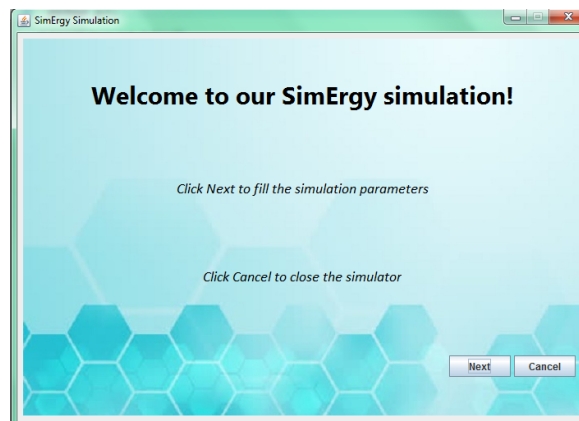 SimErgy Simulation
Welcome to our SimErgy simulation!
Click Next to fill the simulation parameters
Click Cancel to close the simulator
Next Cancel